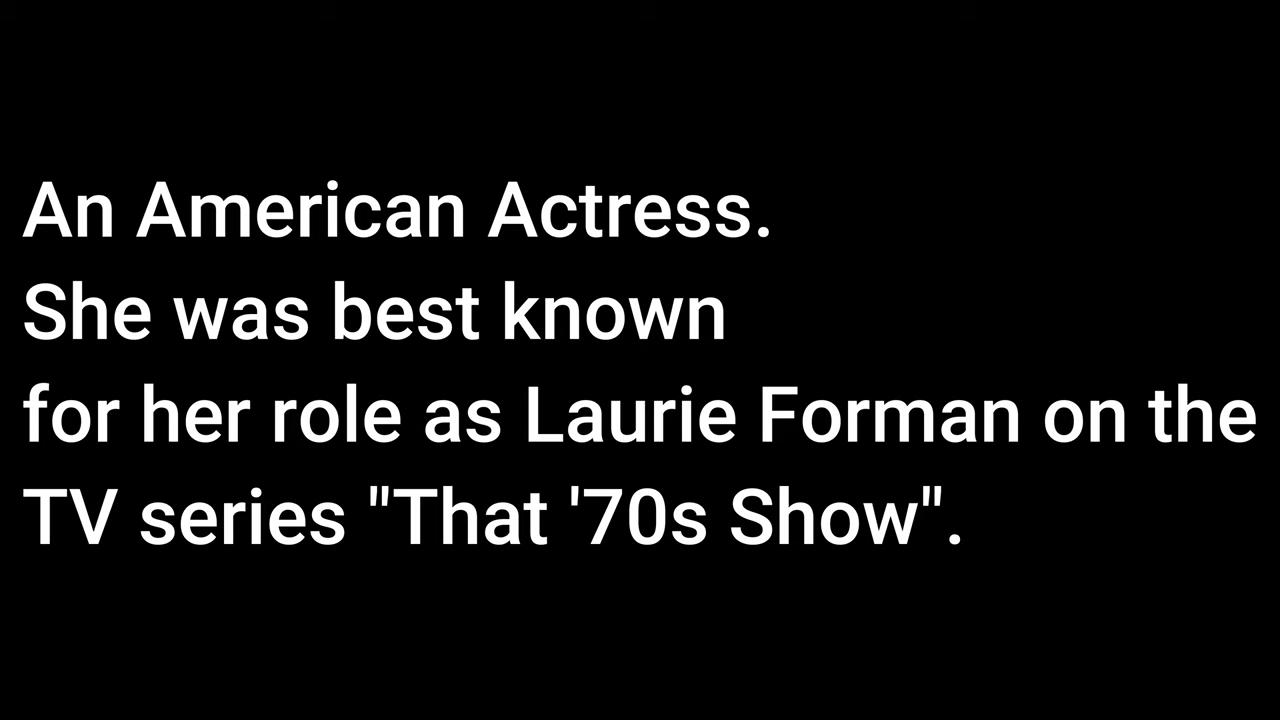 An American Actress.
She was best known
for her role as Laurie Forman on the
TV series "That '70s Show".